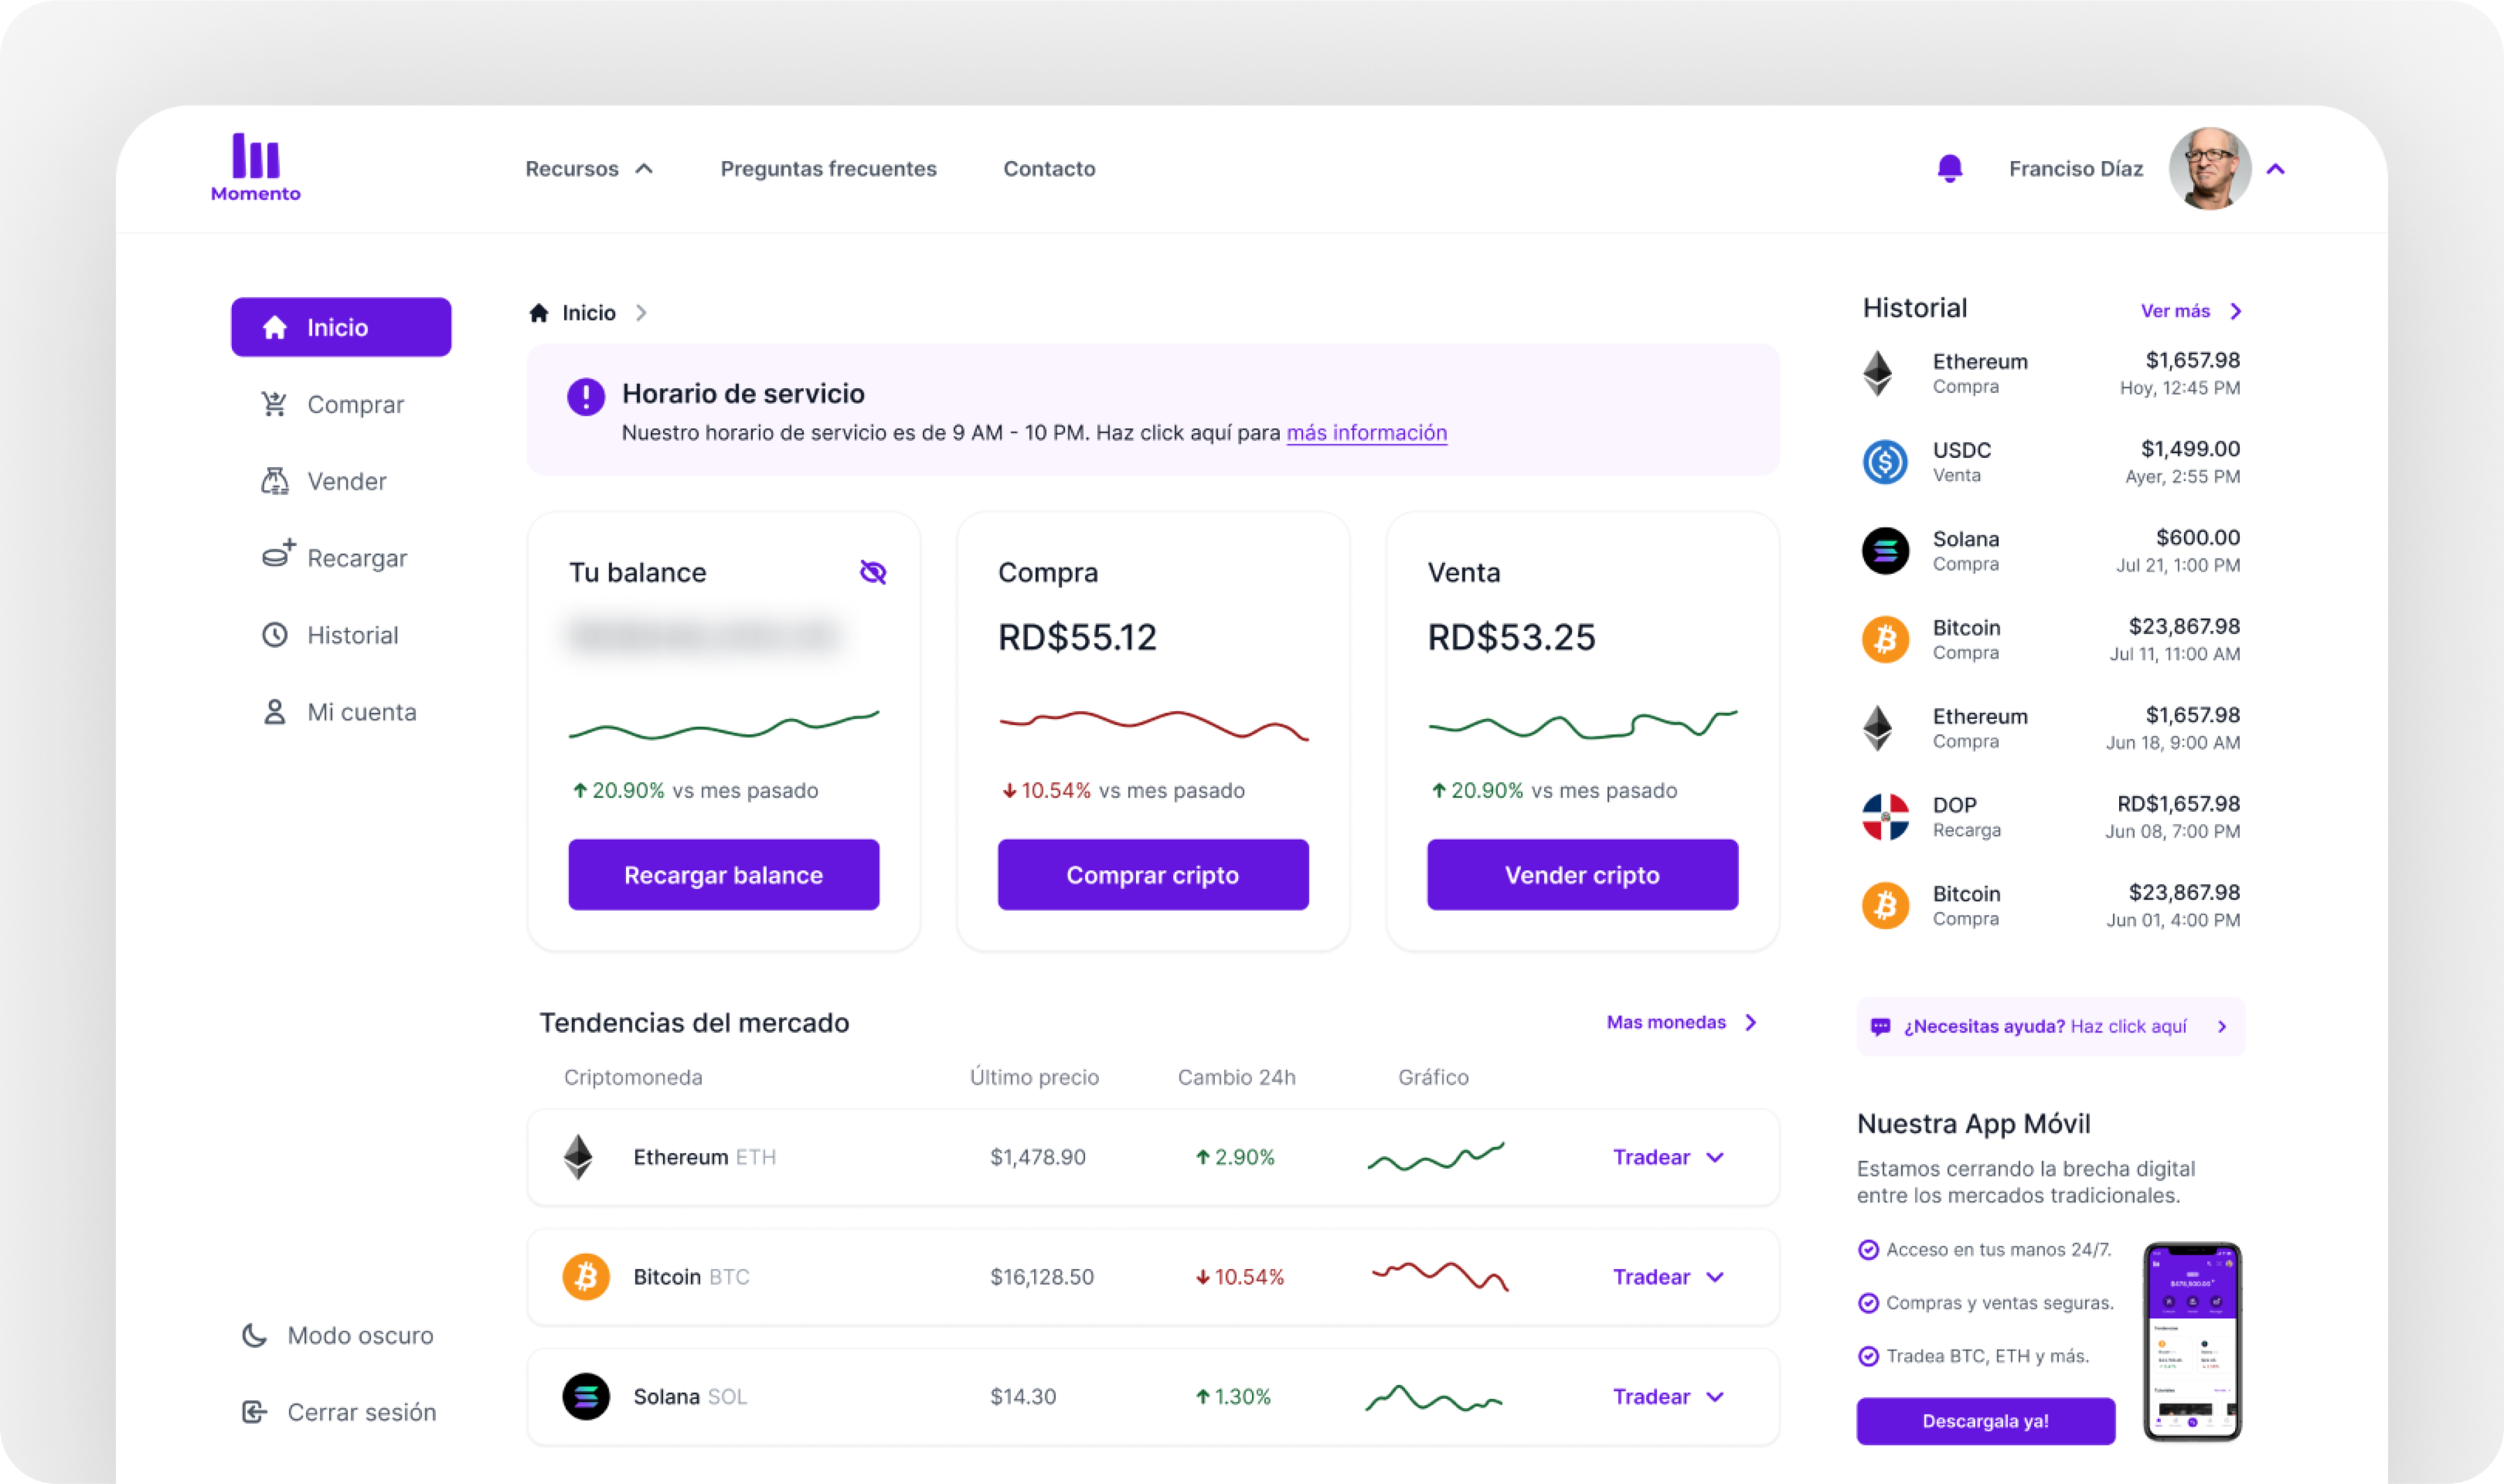 Momento
Recursos
Preguntas frecuentes
Contacto
Franciso Díaz
Inicio
Comprar
Vender
Recargar
Historial
Mi cuenta
Modo oscuro
Cerrar sesión
Inicio
Horario de servicio
Nuestro horario de servicio es de 9 AM - 10 PM. Haz click aquí para más información
Tu balance
20.90% vs mes pasado
Recargar balance
Compra
RD$55.12
10.54% vs mes pasado
Comprar cripto
Venta
RD$53.25
20.90% vs mes pasado
Vender cripto
Tendencias del mercado
Mas monedas
Criptomoneda Último precio Cambio 24h Gráfico
Ethereum ETH $1,478.90 2.90% Tradear
Bitcoin BTC $16,128.50 10.54% Tradear
Solana SOL $14.30 1.30% Tradear
Historial
Ver más
Ethereum $1,657.98
Compra Hoy, 12:45 PM
USDC $1,499.00
Venta Ayer, 2:55 PM
Solana $600.00
Compra Jul 21, 1:00 PM
Bitcoin $23,867.98
Compra Jul 11, 11:00 AM
Ethereum $1,657.98
Compra Jun 18, 9:00 AM
DOP RD$1,657.98
Recarga Jun 08, 7:00 PM
Bitcoin $23,867.98
Compra Jun 01, 4:00 PM
¿Necesitas ayuda? Haz click aquí
Nuestra App Móvil
Estamos cerrando la brecha digital
entre los mercados tradicionales.
Acceso en tus manos 24/7.
Compras y ventas seguras.
Tradea BTC, ETH y más.
Descargala ya!